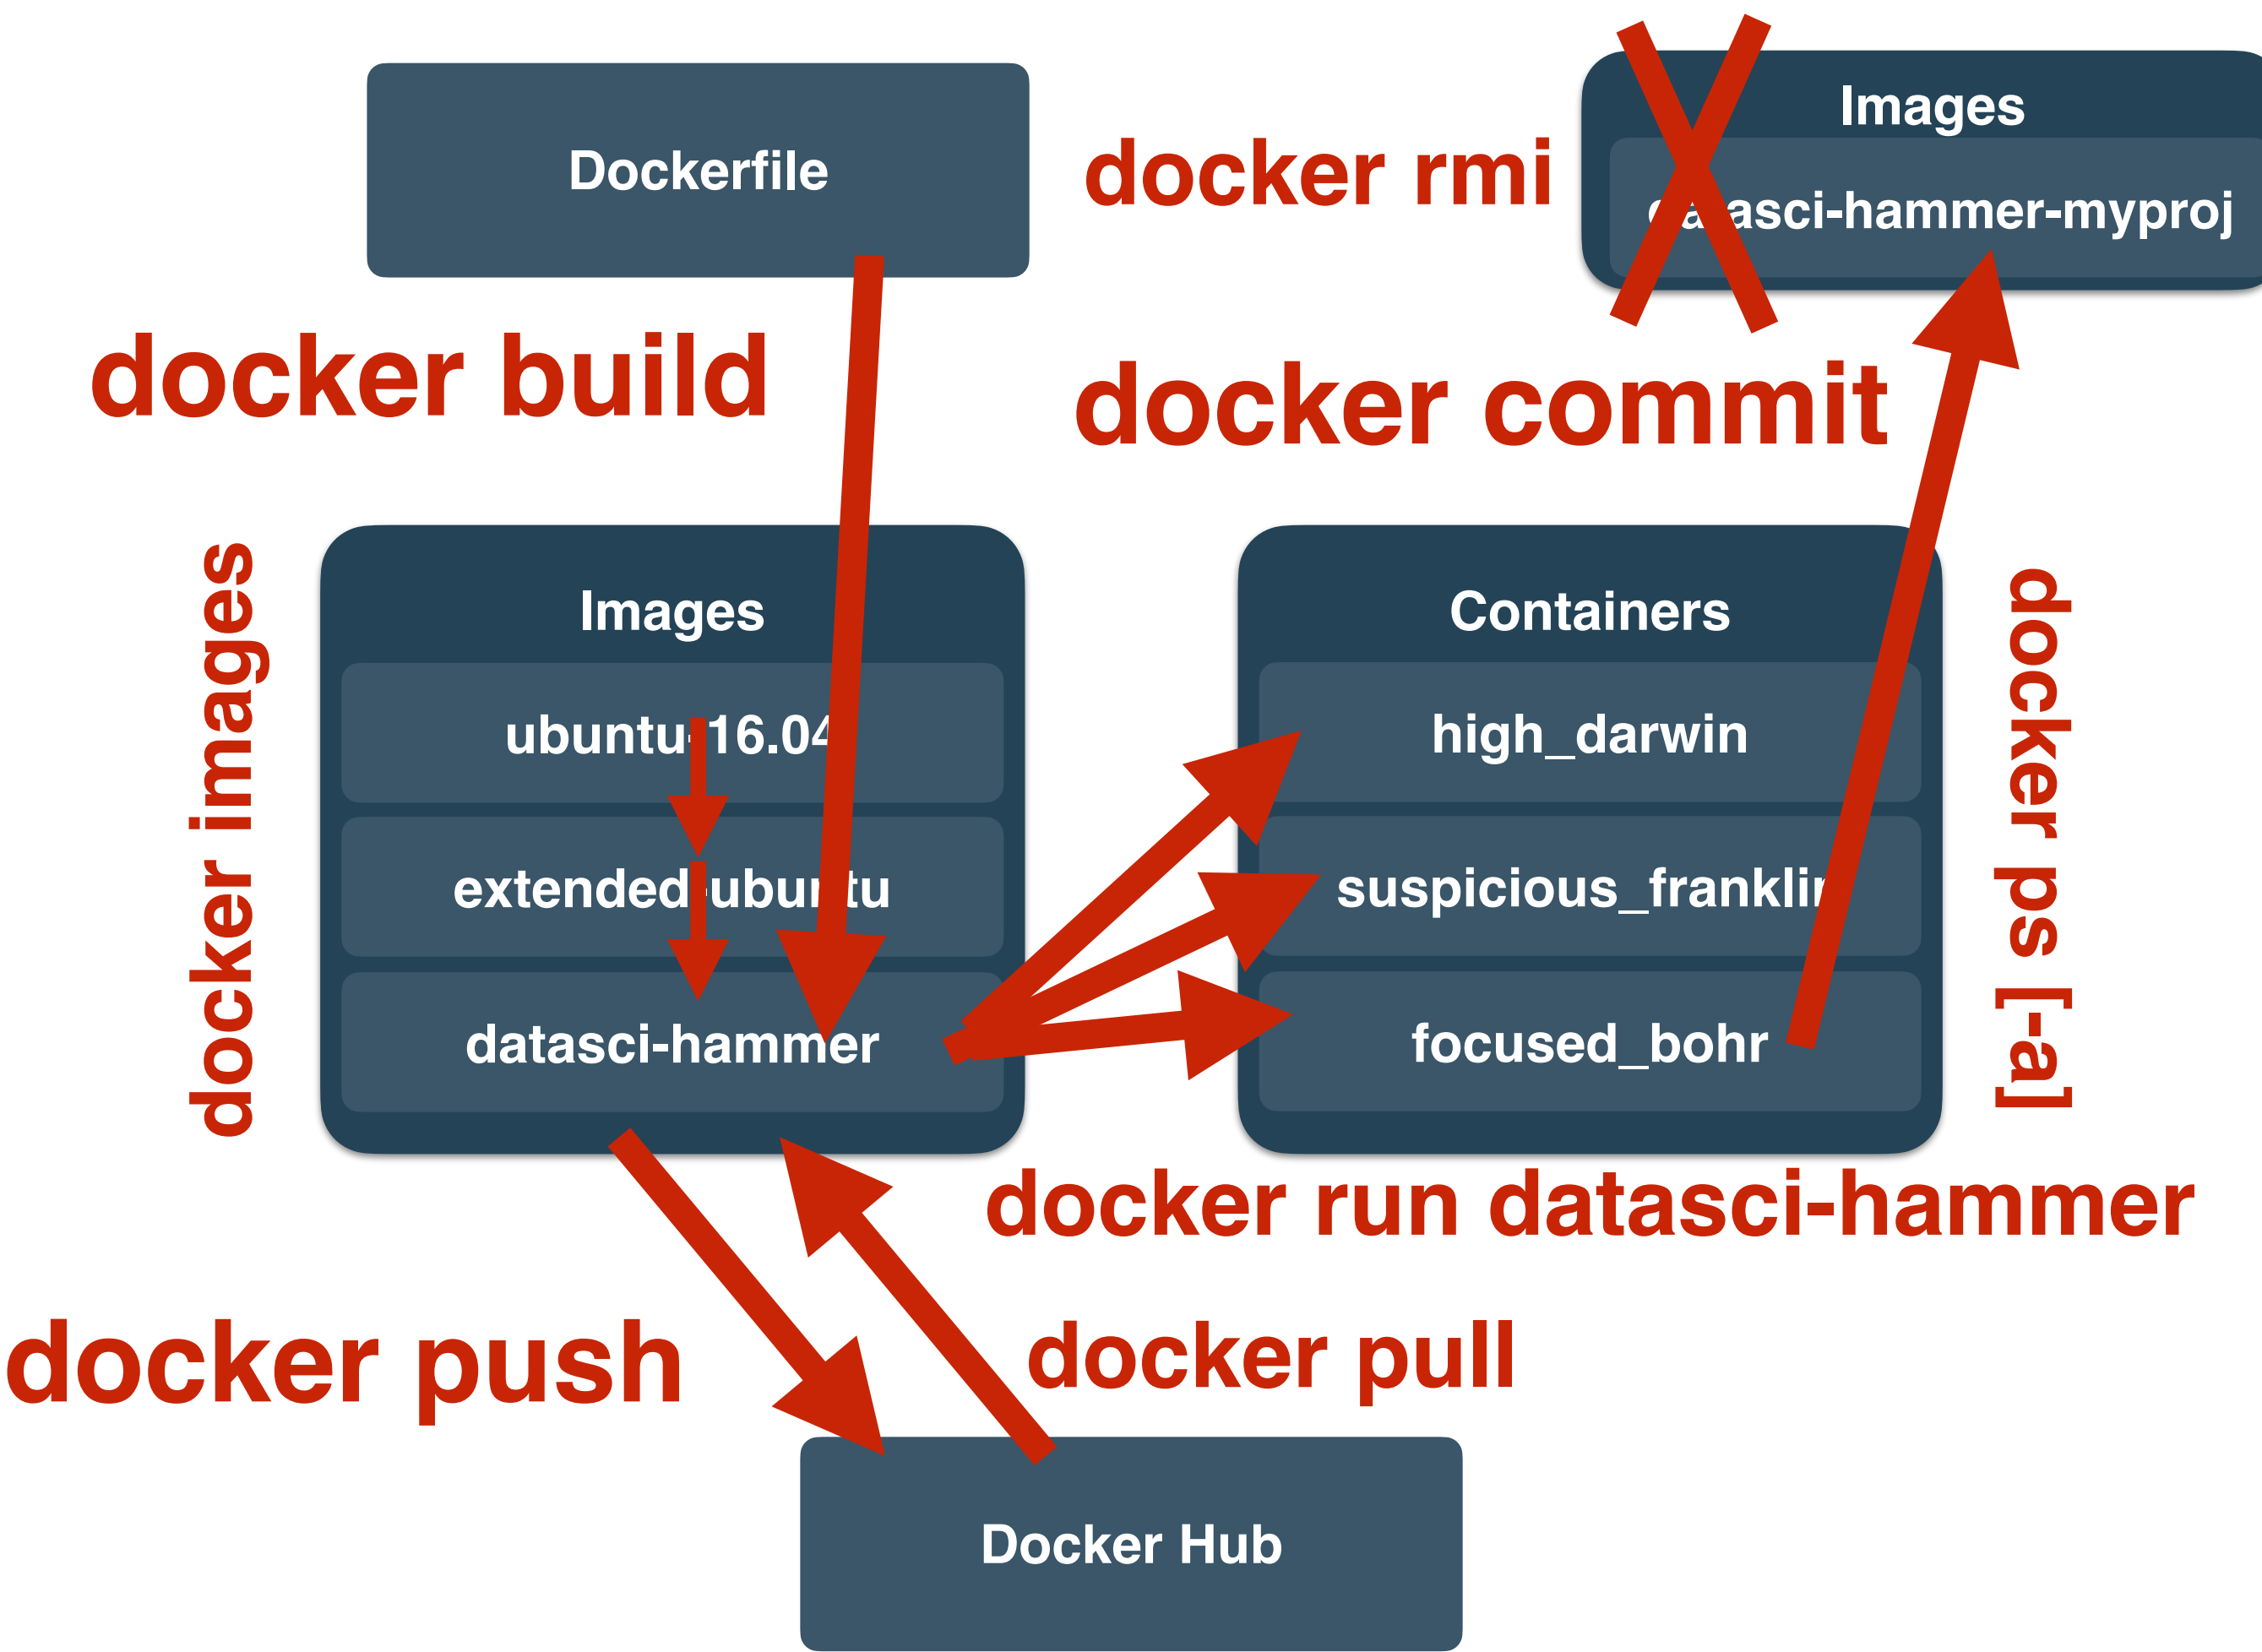 Dockerfile
docker rmi
Images
datasci-hammer-myproj
docker build
docker commit
docker images
Images
ubuntu-16.04
extended-ubuntu
datasci-hammer
Containers
high_darwin
suspicious_franklin
focused_bohr
docker ps [-a]
docker run datasci-hammer
docker push
docker pull
Docker Hub